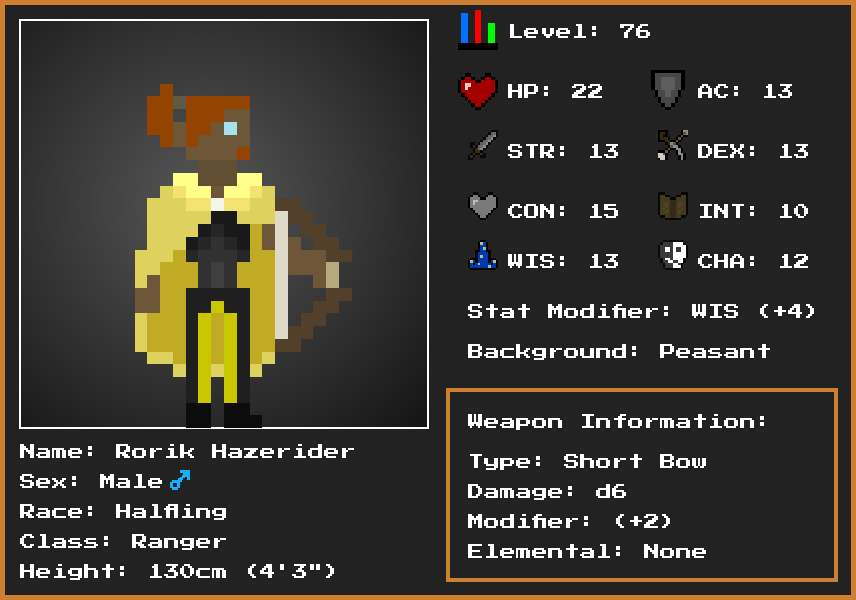 Level: 76
HP: 22 AC: 13
STR: 13 DEX: 13
CON: 15 INT: 10
WIS: 13 CHA: 12
Stat Modifier: WIS (+4)
Background: Peasant
Weapon Information:
Type: Short Bow
Damage: d6
Modifier: (+2)
Elemental: None
Name: Rorik Hazerider
Sex: Male ♂
Race: Halfling
Class: Ranger
Height: 130cm (4'3")